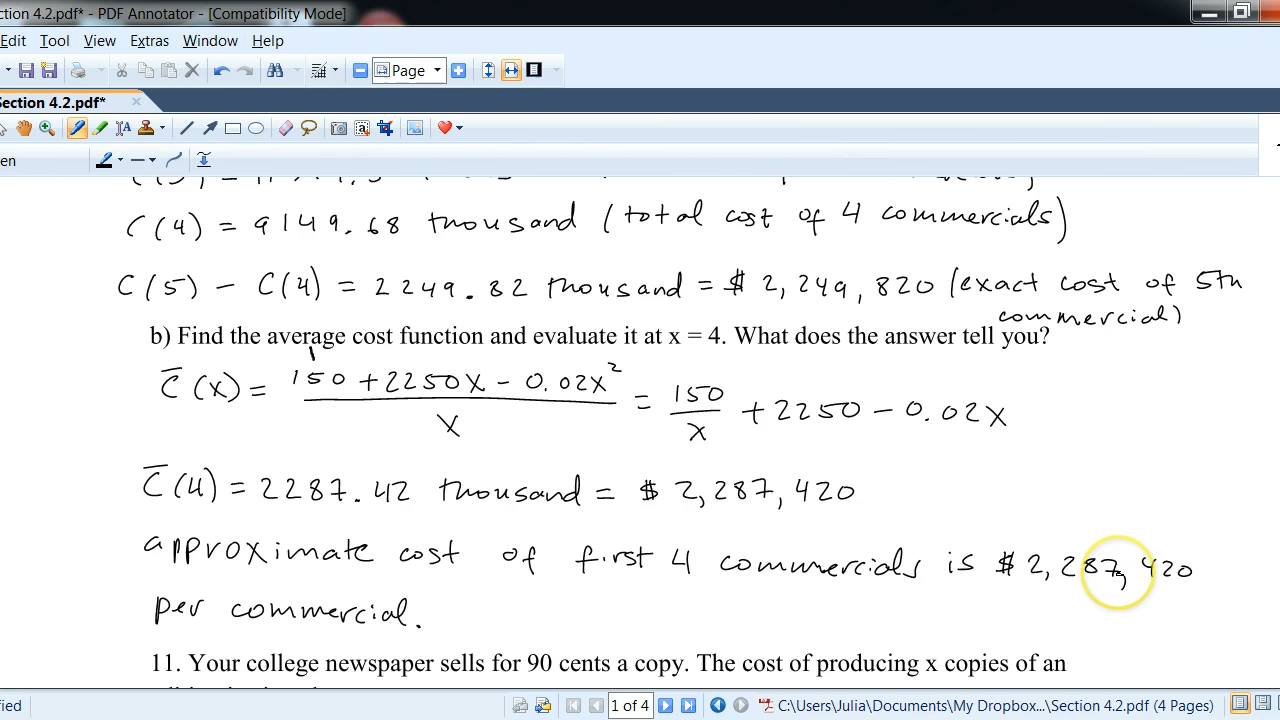 ction 4.2.pdf* - PDF Annotator - [Compatibility Mode]
Edit Tool View Extras Window Help
Page
Section 4.2.pdf*
en
C(4) = 9149.68 thousand (total cost of 4 commercials)
C(5) - C(4) = 2249.82 thousand = $ 2,249,820 (exact cost of 5th
commercial)
b) Find the average cost function and evaluate it at x = 4. What does the answer tell you?
C̅(x) = (150 + 2250x - 0.02x²)/x = 150/x + 2250 - 0.02x
C̅(4) = 2287.42 thousand = $ 2,287,420
approximate cost of first 4 commercials is $ 2,287,420
per commercial.
11. Your college newspaper sells for 90 cents a copy. The cost of producing x copies of an
fied 1 of 4 C:\Users\Julia\Documents\My Dropbox...\Section 4.2.pdf (4 Pages)